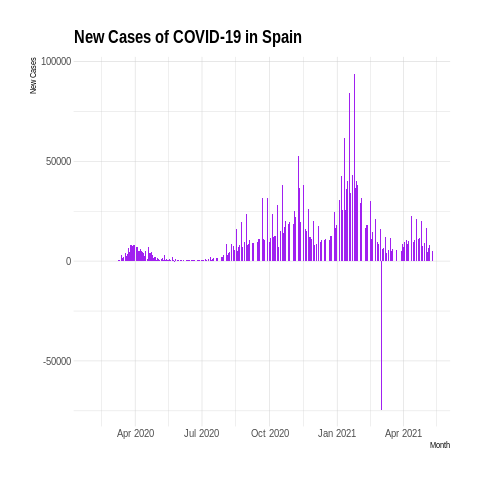 New Cases of COVID-19 in Spain
New Cases
100000
50000
0
-50000
Apr 2020 Jul 2020 Oct 2020 Jan 2021 Apr 2021
Month